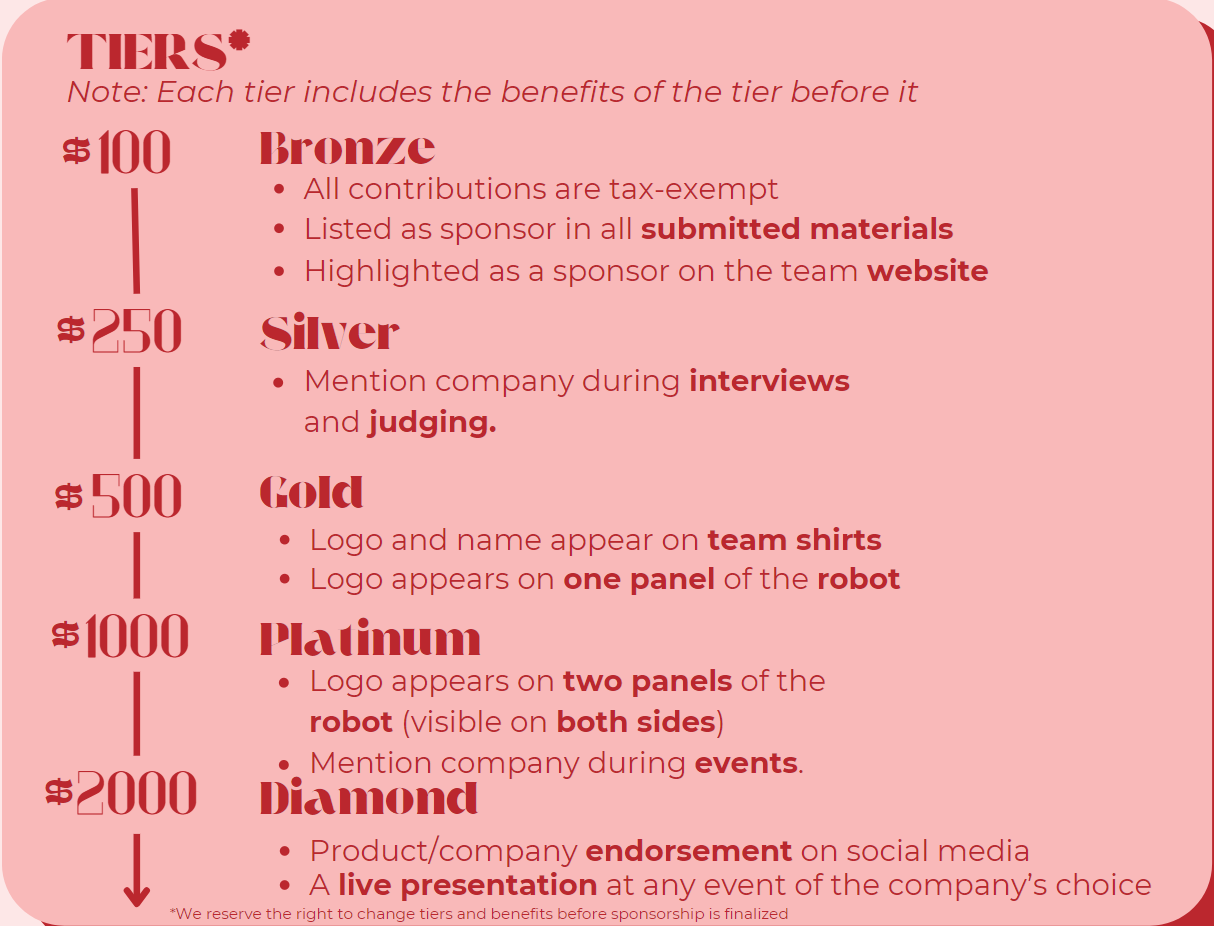 TIERS*
Note: Each tier includes the benefits of the tier before it
$100
Bronze
• All contributions are tax-exempt
• Listed as sponsor in all submitted materials
• Highlighted as a sponsor on the team website
$250
Silver
• Mention company during interviews
and judging.
$500
Gold
• Logo and name appear on team shirts
• Logo appears on one panel of the robot
$1000
Platinum
• Logo appears on two panels of the
robot (visible on both sides)
• Mention company during events.
$2000
Diamond
• Product/company endorsement on social media
• A live presentation at any event of the company’s choice
*We reserve the right to change tiers and benefits before sponsorship is finalized